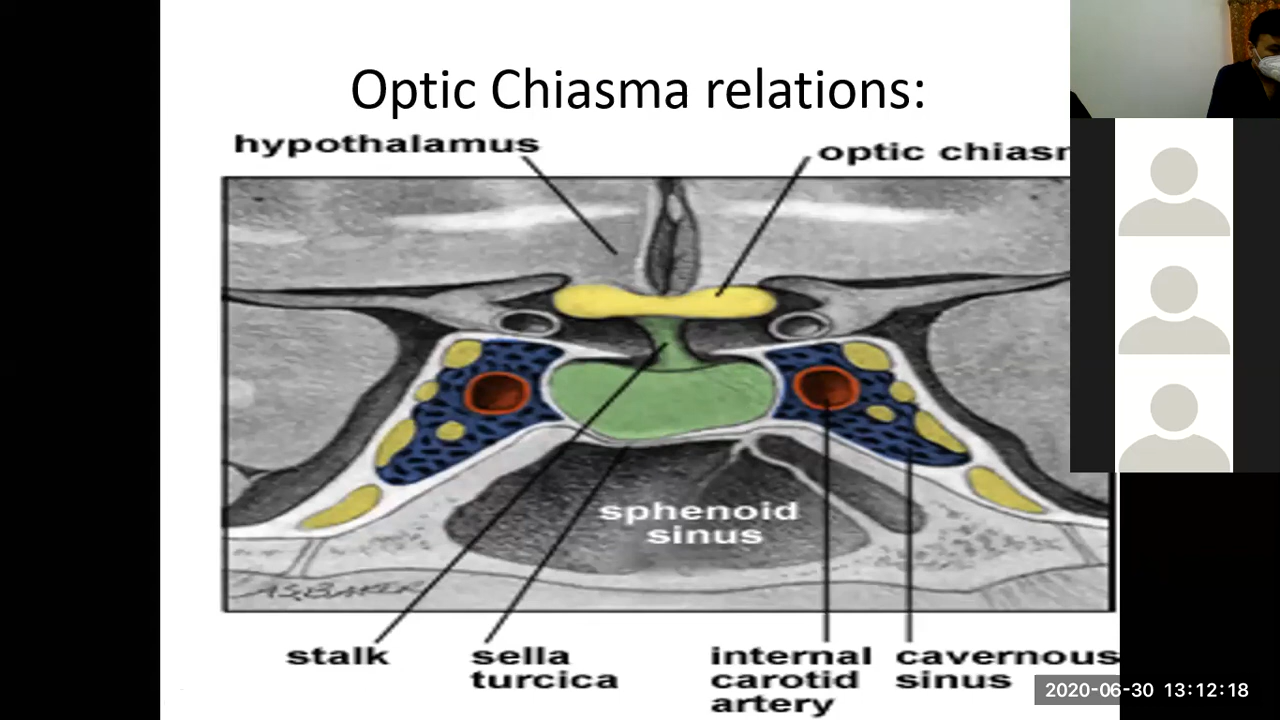 Optic Chiasma relations:
hypothalamus
optic chiasm
sphenoid
sinus
stalk
sella
turcica
internal
carotid
artery
cavernous
sinus
2020-06-30 13:12:18